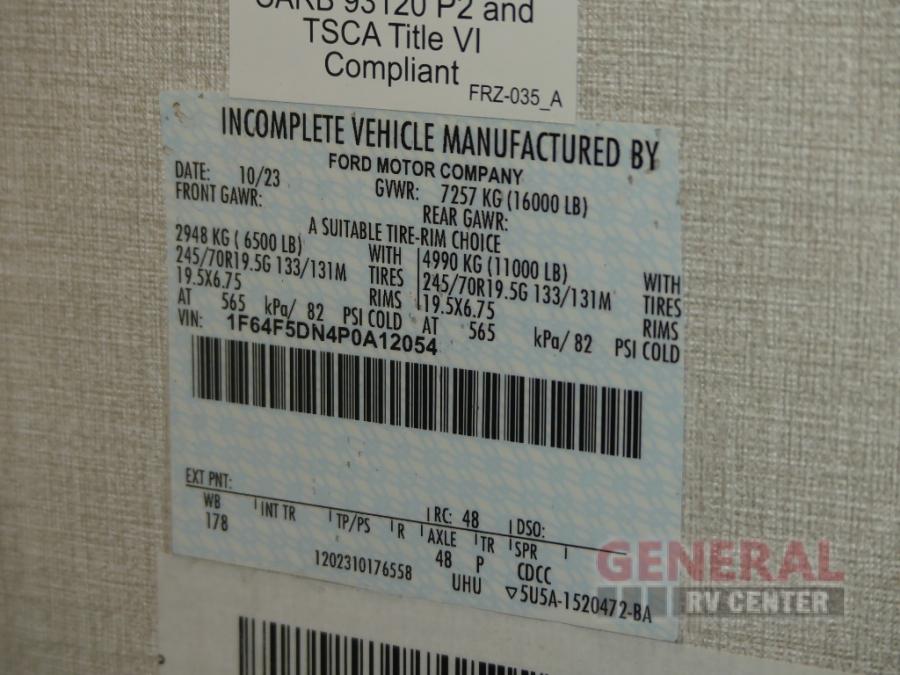 CARB 93120 P2 and
TSCA Title VI
Compliant
FRZ-035_A
INCOMPLETE VEHICLE MANUFACTURED BY
FORD MOTOR COMPANY
DATE: 10/23 GVWR: 7257 KG (16000 LB)
FRONT GAWR: REAR GAWR:
A SUITABLE TIRE-RIM CHOICE
2948 KG ( 6500 LB) WITH 4990 KG (11000 LB) WITH
245/70R19.5G 133/131M TIRES 245/70R19.5G 133/131M TIRES
19.5X6.75 RIMS 19.5X6.75 RIMS
AT 565 kPa/ 82 PSI COLD AT 565 kPa/ 82 PSI COLD
VIN: 1F64F5DN4P0A12054
EXT PNT: RC: 48 DSO:
WB INT TR TP/PS R AXLE TR SPR
178 48 P CDCC
1202310176558 UHU ▽5U5A-1520472-BA
GENERAL
RV CENTER